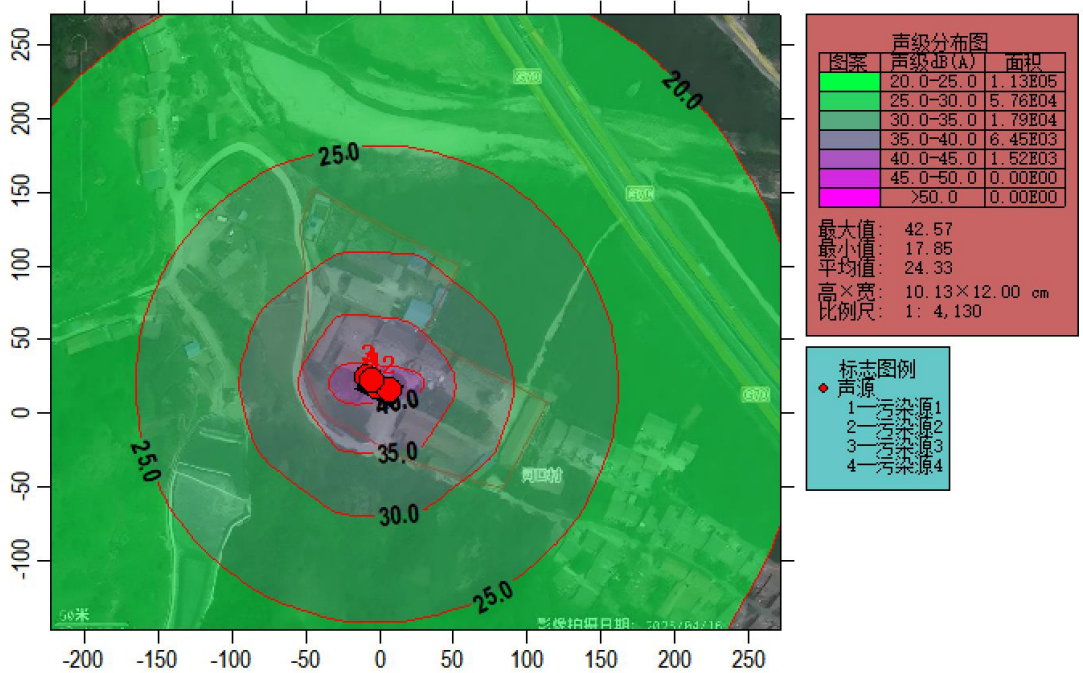 声级分布图
图案 声级dB(A) 面积
20.0-25.0 1.13E05
25.0-30.0 5.76E04
30.0-35.0 1.79E04
35.0-40.0 6.45E03
40.0-45.0 1.52E03
45.0-50.0 0.00E00
>50.0 0.00E00
最大值: 42.57
最小值: 17.85
平均值: 24.33
高×宽: 10.13×12.00 cm
比例尺: 1: 4,130
标志图例
声源
1—污染源1
2—污染源2
3—污染源3
4—污染源4
250
200
150
100
50
0
-50
-100
-200
-150
-100
-50
0
50
100
150
200
250
G70
20.0
25.0
G70
G70
3
2
40.0
35.0
25.0
河口村
30.0
25.0
50米
影像拍摄日期: 2025/04/16